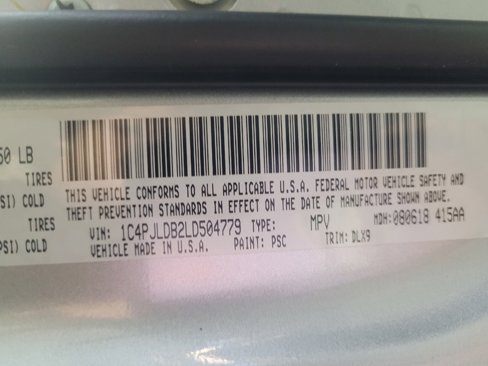 50 LB
TIRES
SI) COLD
TIRES
PSI) COLD
THIS VEHICLE CONFORMS TO ALL APPLICABLE U.S.A. FEDERAL MOTOR VEHICLE SAFETY AND
THEFT PREVENTION STANDARDS IN EFFECT ON THE DATE OF MANUFACTURE SHOWN ABOVE.
VIN: 1C4PJLDB2LD504779 TYPE: MPV MDH: 080618 415AA
VEHICLE MADE IN U.S.A. PAINT: PSC TRIM: DLX9